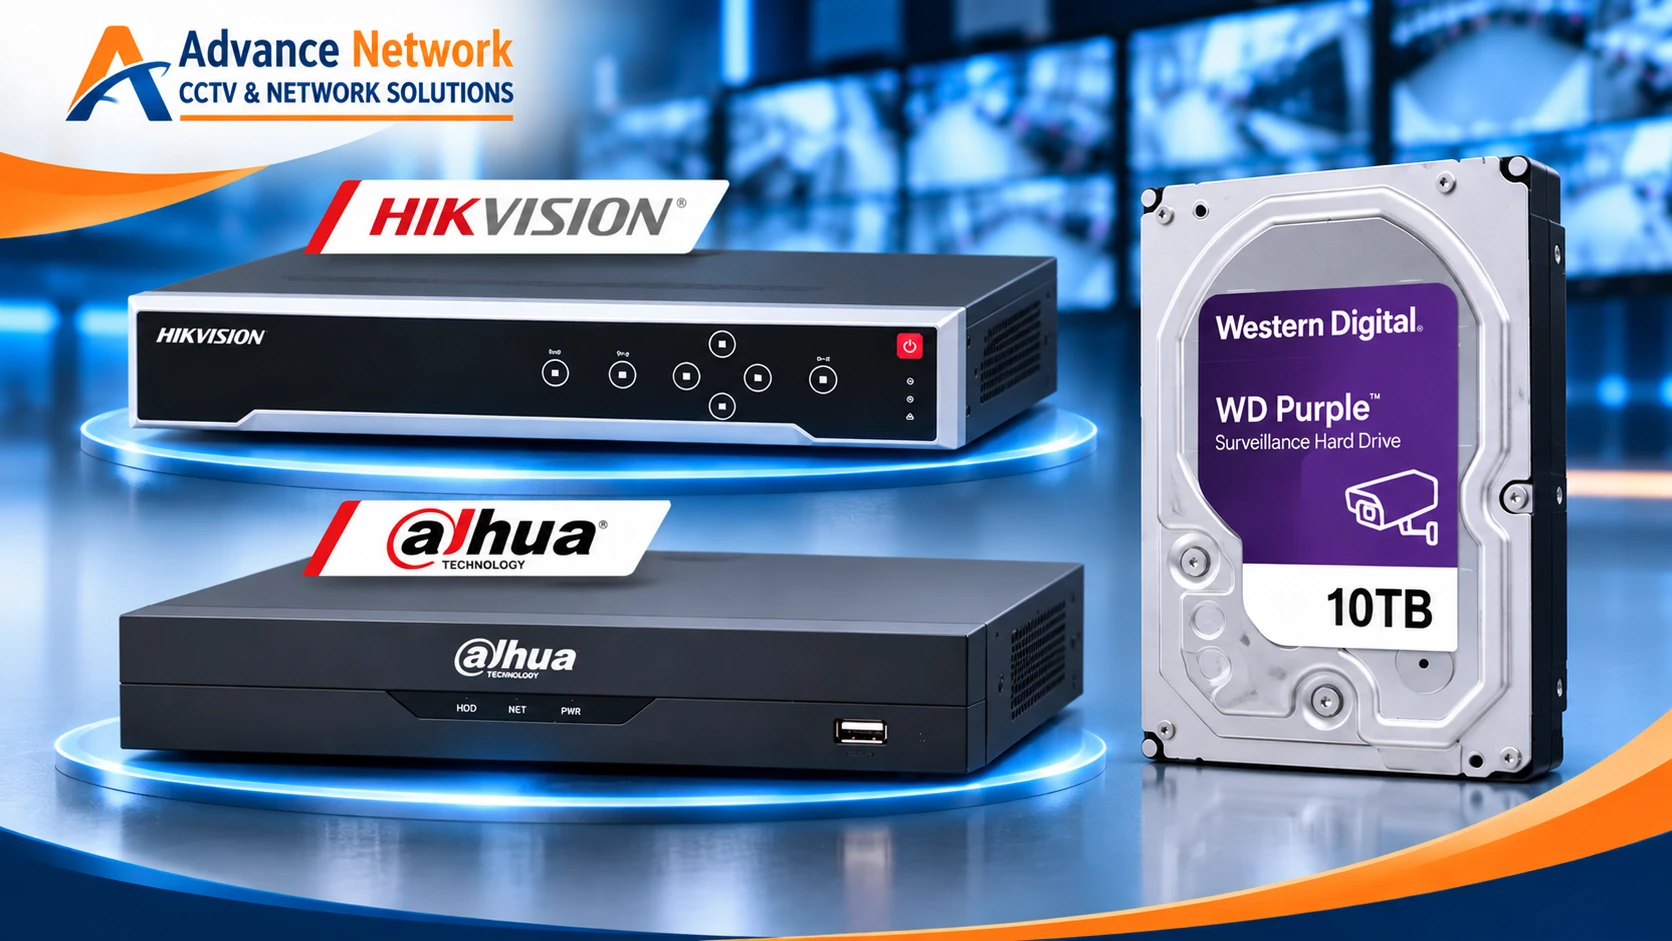 Advance Network
CCTV & NETWORK SOLUTIONS
HIKVISION®
HIKVISION
Western Digital®
WD Purple™
Surveillance Hard Drive
10TB
alhua®
TECHNOLOGY
alhua
TECHNOLOGY
HOD NET PWR